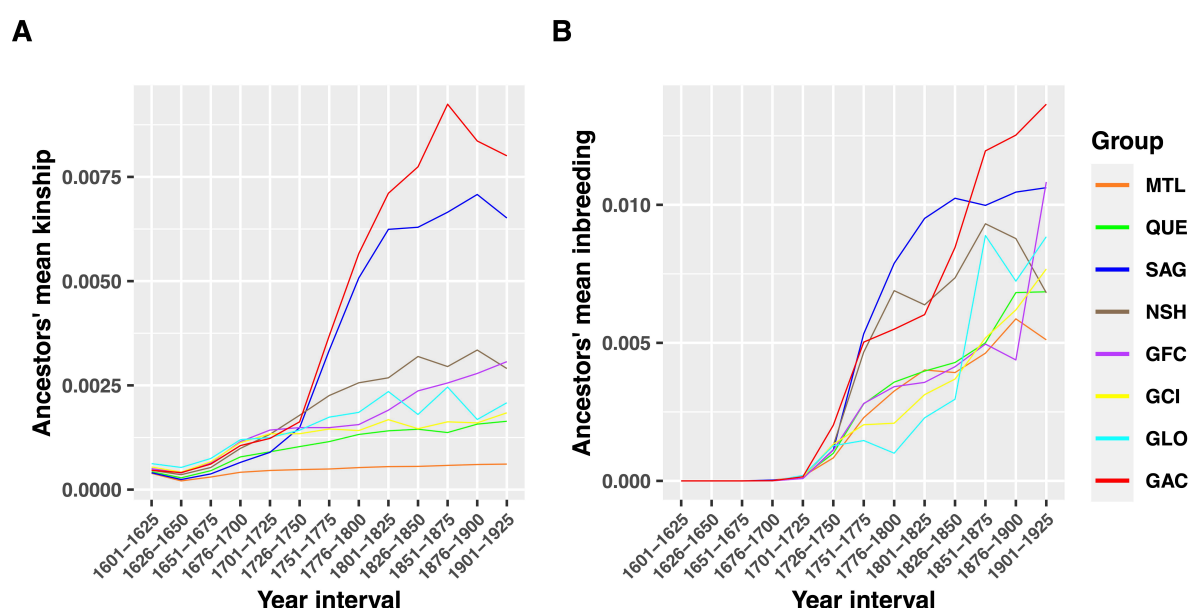 A
Ancestors' mean kinship
0.0075
0.0050
0.0025
0.0000
1601–1625
1626–1650
1651–1675
1676–1700
1701–1725
1726–1750
1751–1775
1776–1800
1801–1825
1826–1850
1851–1875
1876–1900
1901–1925
Year interval
B
Ancestors' mean inbreeding
0.010
0.005
0.000
1601–1625
1626–1650
1651–1675
1676–1700
1701–1725
1726–1750
1751–1775
1776–1800
1801–1825
1826–1850
1851–1875
1876–1900
1901–1925
Year interval
Group
MTL
QUE
SAG
NSH
GFC
GCI
GLO
GAC